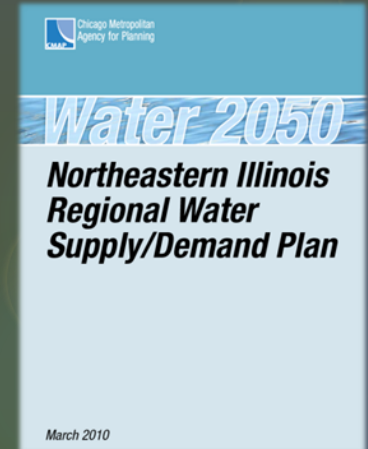 Chicago Metropolitan
Agency for Planning
CMAP
Water 2050
Northeastern Illinois
Regional Water
Supply/Demand Plan
March 2010